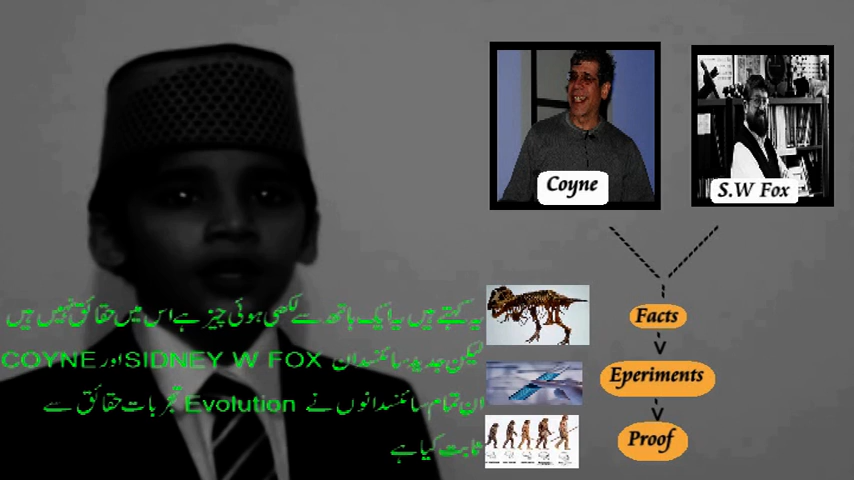 Coyne
S.W Fox
یہ کہتے ہیں یہ ایک ہاتھ سے لکھی ہوئی چیز ہے اس میں حقائق نہیں ہیں
لیکن جدید سائنسدان SIDNEY W FOX اور COYNE
ان تمام سائنسدانوں نے Evolution تجربات حقائق سے
ثابت کیا ہے
Facts
Eperiments
Proof